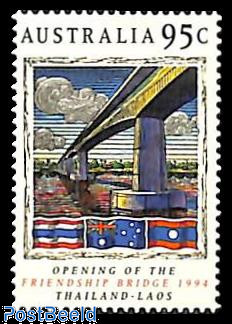 AUSTRALIA 95c
OPENING OF THE
FRIENDSHIP BRIDGE 1994
THAILAND-LAOS